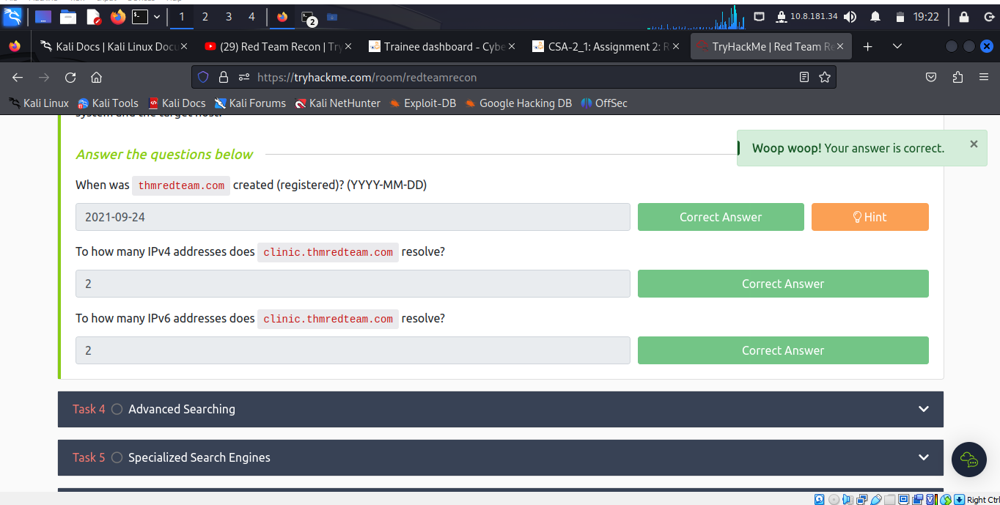 1 2 3 4
2
10.8.181.34
19:22
Kali Docs | Kali Linux Docu
(29) Red Team Recon | Try
Trainee dashboard - Cybe
CSA-2_1: Assignment 2: R
TryHackMe | Red Team Re
https://tryhackme.com/room/redteamrecon
Kali Linux
Kali Tools
Kali Docs
Kali Forums
Kali NetHunter
Exploit-DB
Google Hacking DB
OffSec
system and the target host.
Woop woop! Your answer is correct.
Answer the questions below
When was thmredteam.com created (registered)? (YYYY-MM-DD)
2021-09-24
Correct Answer
Hint
To how many IPv4 addresses does clinic.thmredteam.com resolve?
2
Correct Answer
To how many IPv6 addresses does clinic.thmredteam.com resolve?
2
Correct Answer
Task 4 Advanced Searching
Task 5 Specialized Search Engines
Right Ctrl